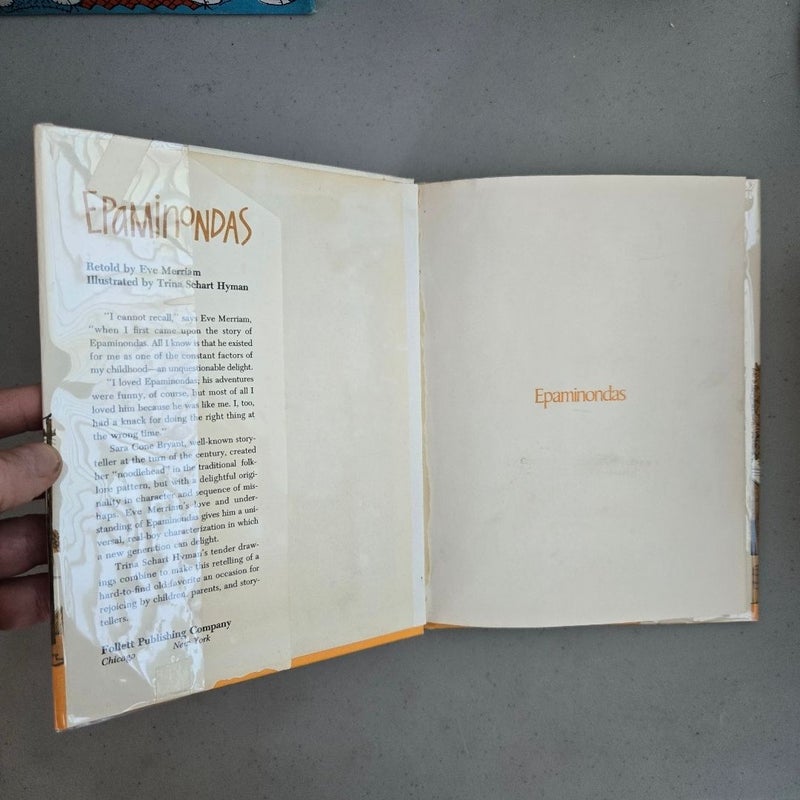 EPAMINONDAS
Retold by Eve Merriam
Illustrated by Trina Schart Hyman
"I cannot recall," says Eve Merriam,
"when I first came upon the story of
Epaminondas. All I know is that he existed
for me as one of the constant factors of
my childhood—an unquestionable delight.
"I loved Epaminondas; his adventures
were funny, of course, but most of all I
loved him because he was like me. I, too,
had a knack for doing the right thing at
the wrong time."
Sara Cone Bryant, well-known story-
teller at the turn of the century, created
her "noodlehead" in the traditional folk-
lore pattern, but with a delightful origi-
nality in character and sequence of mis-
haps. Eve Merriam's love and under-
standing of Epaminondas gives him a uni-
versal, real-boy characterization in which
a new generation can delight.
Trina Schart Hyman's tender draw-
ings combine to make this retelling of a
hard-to-find old favorite an occasion for
rejoicing by children, parents, and story-
tellers.
Follett Publishing Company
Chicago New York
Epaminondas